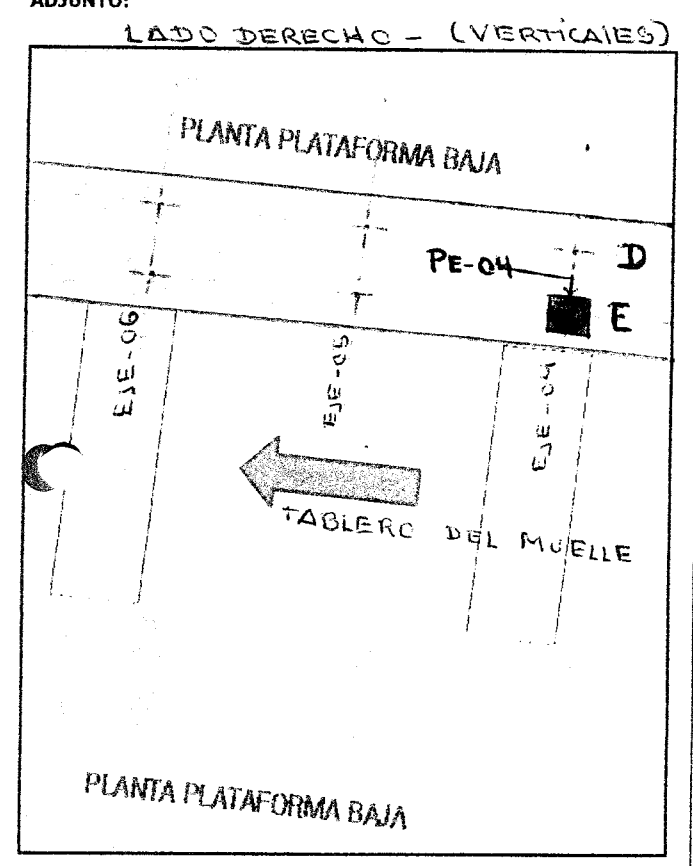 ADJUNTO:
LADO DERECHO - (VERTICAlES)
PLANTA PLATAFORMA BAJA
PE-04
D
E
EJE-06
EJE-05
EJE-04
TABLERO DEL MUELLE
PLANTA PLATAFORMA BAJA